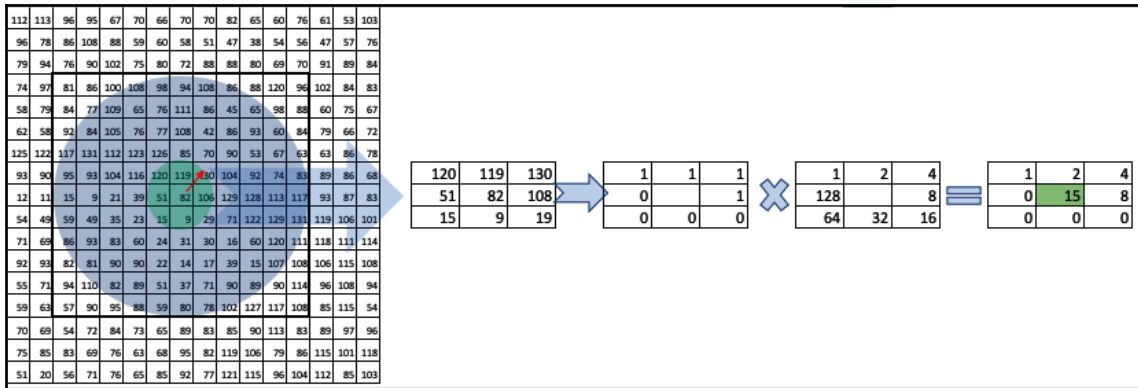 112 113 96 95 67 70 66 70 70 82 65 60 76 61 53 103
96 78 86 108 88 59 60 58 51 47 38 54 56 47 57 76
79 94 76 90 102 75 80 72 88 88 80 69 70 91 89 84
74 97 81 86 100 108 98 94 108 86 88 120 96 102 84 83
58 79 84 77 109 65 76 111 86 45 65 98 88 60 75 67
62 58 92 84 105 76 77 108 42 86 93 60 84 79 66 72
125 122 117 131 112 123 126 85 70 90 53 67 63 63 86 78
93 90 95 93 104 116 120 119 130 104 92 74 83 89 86 68
12 11 15 9 21 39 51 82 106 129 128 113 117 93 87 83
54 49 59 49 35 23 15 9 29 71 122 129 131 119 106 101
71 69 86 93 83 60 24 31 30 16 60 120 111 118 111 114
92 93 82 81 90 90 22 14 17 39 15 107 108 106 115 108
55 71 94 110 82 89 51 37 71 90 89 90 114 96 108 94
59 63 57 90 95 88 59 80 78 102 127 117 108 85 115 54
70 69 54 72 84 73 65 89 83 85 90 113 83 89 97 96
75 85 83 69 76 63 68 95 82 119 106 79 86 115 101 118
51 20 56 71 76 65 85 92 77 121 115 96 104 112 85 103
120 119 130
51 82 108
15 9 19
1 1 1
0 1
0 0 0
1 2 4
128 8
64 32 16
1 2 4
0 15 8
0 0 0